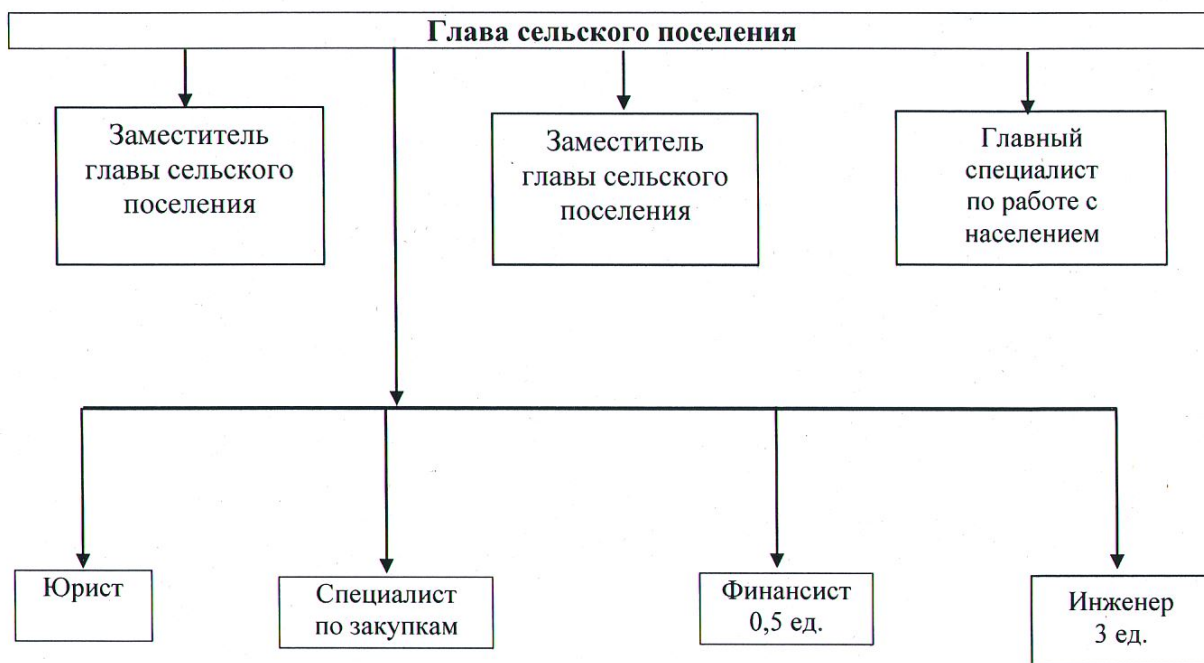 Глава сельского поселения
Заместитель
главы сельского
поселения
Заместитель
главы сельского
поселения
Главный
специалист
по работе с
населением
Юрист
Специалист
по закупкам
Финансист
0,5 ед.
Инженер
3 ед.